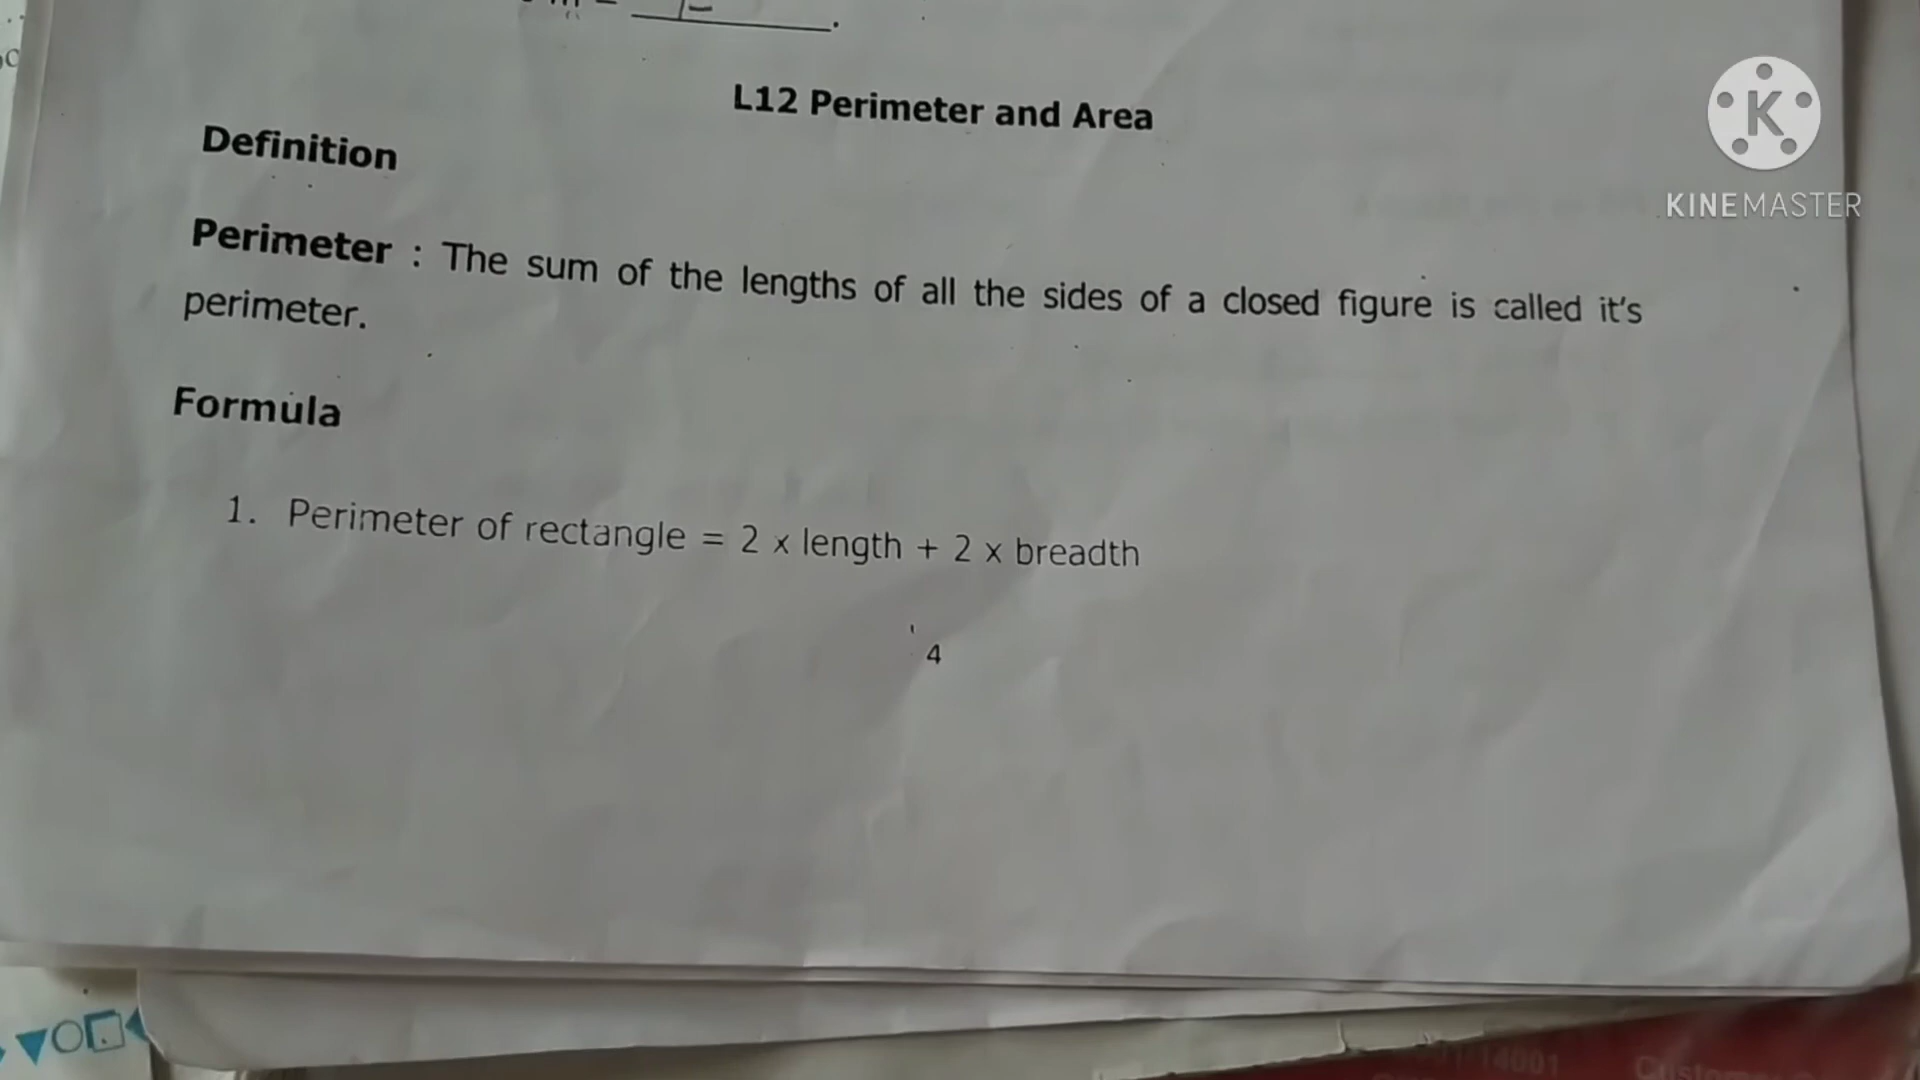 L12 Perimeter and Area
Definition
Perimeter : The sum of the lengths of all the sides of a closed figure is called it's
perimeter.
Formula
1. Perimeter of rectangle = 2 x length + 2 x breadth
4
K
KINEMASTER
14001